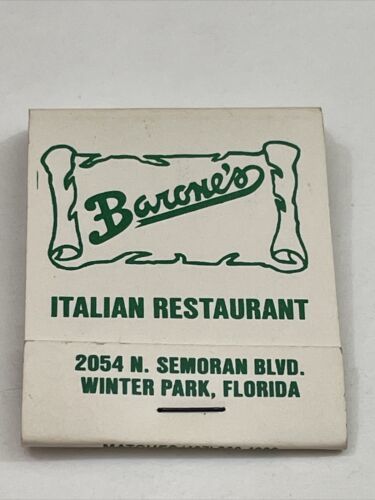 Barone's
ITALIAN RESTAURANT
2054 N. SEMORAN BLVD.
WINTER PARK, FLORIDA